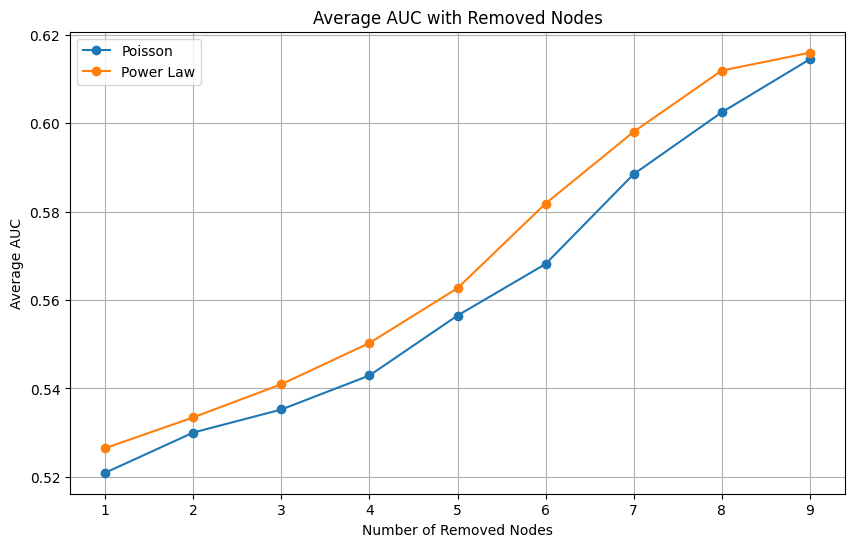 Average AUC with Removed Nodes
Poisson
Power Law
Average AUC
0.62
0.60
0.58
0.56
0.54
0.52
1 2 3 4 5 6 7 8 9
Number of Removed Nodes